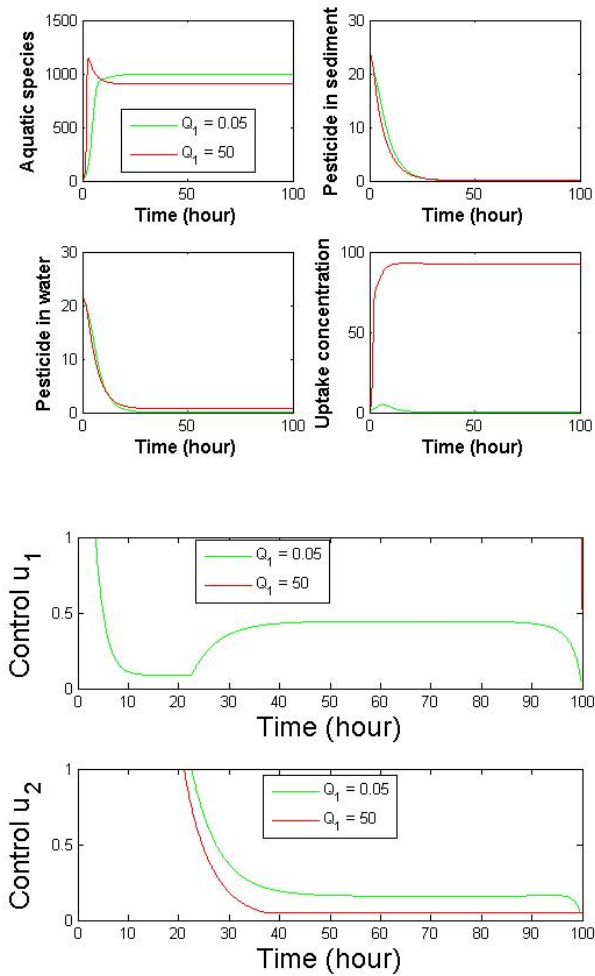 Aquatic species
1500
1000
500
0
0 50 100
Time (hour)
Q1 = 0.05
Q1 = 50
Pesticide in sediment
30
20
10
0
0 50 100
Time (hour)
Pesticide in water
30
20
10
0
0 50 100
Time (hour)
Uptake concentration
100
50
0
0 50 100
Time (hour)
Control u1
1
0.5
0
0 10 20 30 40 50 60 70 80 90 100
Time (hour)
Q1 = 0.05
Q1 = 50
Control u2
1
0.5
0
0 10 20 30 40 50 60 70 80 90 100
Time (hour)
Q1 = 0.05
Q1 = 50